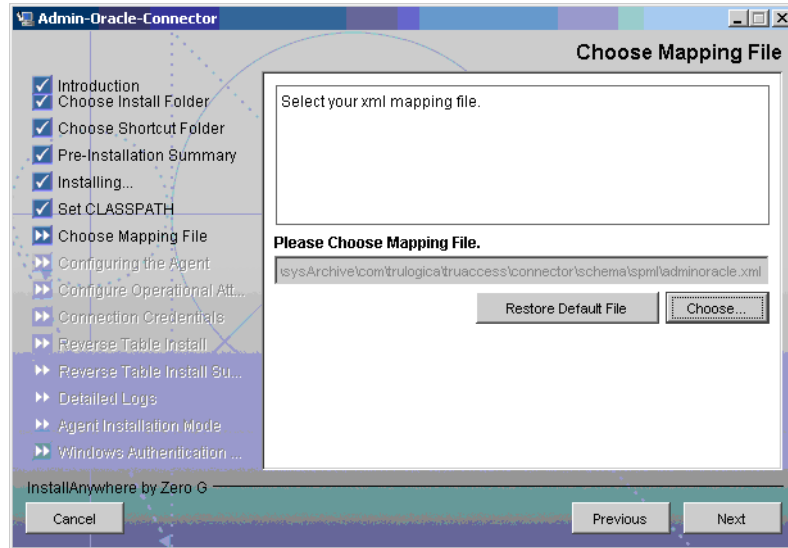 Admin-Oracle-Connector
Choose Mapping File
Introduction
Choose Install Folder
Choose Shortcut Folder
Pre-Installation Summary
Installing...
Set CLASSPATH
Choose Mapping File
Configuring the Agent
Configure Operational Att...
Connection Credentials
Reverse Table Install
Reverse Table Install Su...
Detailed Logs
Agent Installation Mode
Windows Authentication ...
Select your xml mapping file.
Please Choose Mapping File.
\sysArchive\com\trulogica\truaccess\connector\schema\spml\adminoracle.xml
Restore Default File
Choose...
InstallAnywhere by Zero G
Cancel
Previous
Next